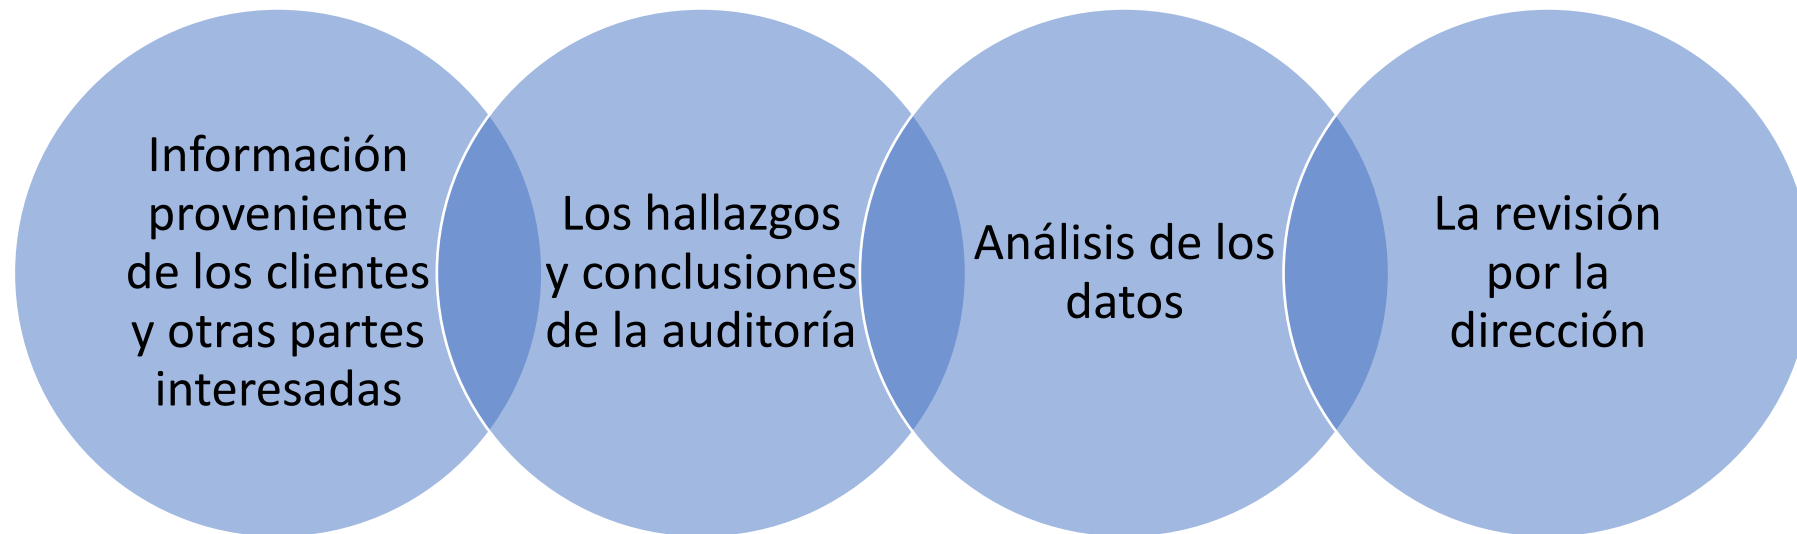 Información
proveniente
de los clientes
y otras partes
interesadas
Los hallazgos
y conclusiones
de la auditoría
Análisis de los
datos
La revisión
por la
dirección